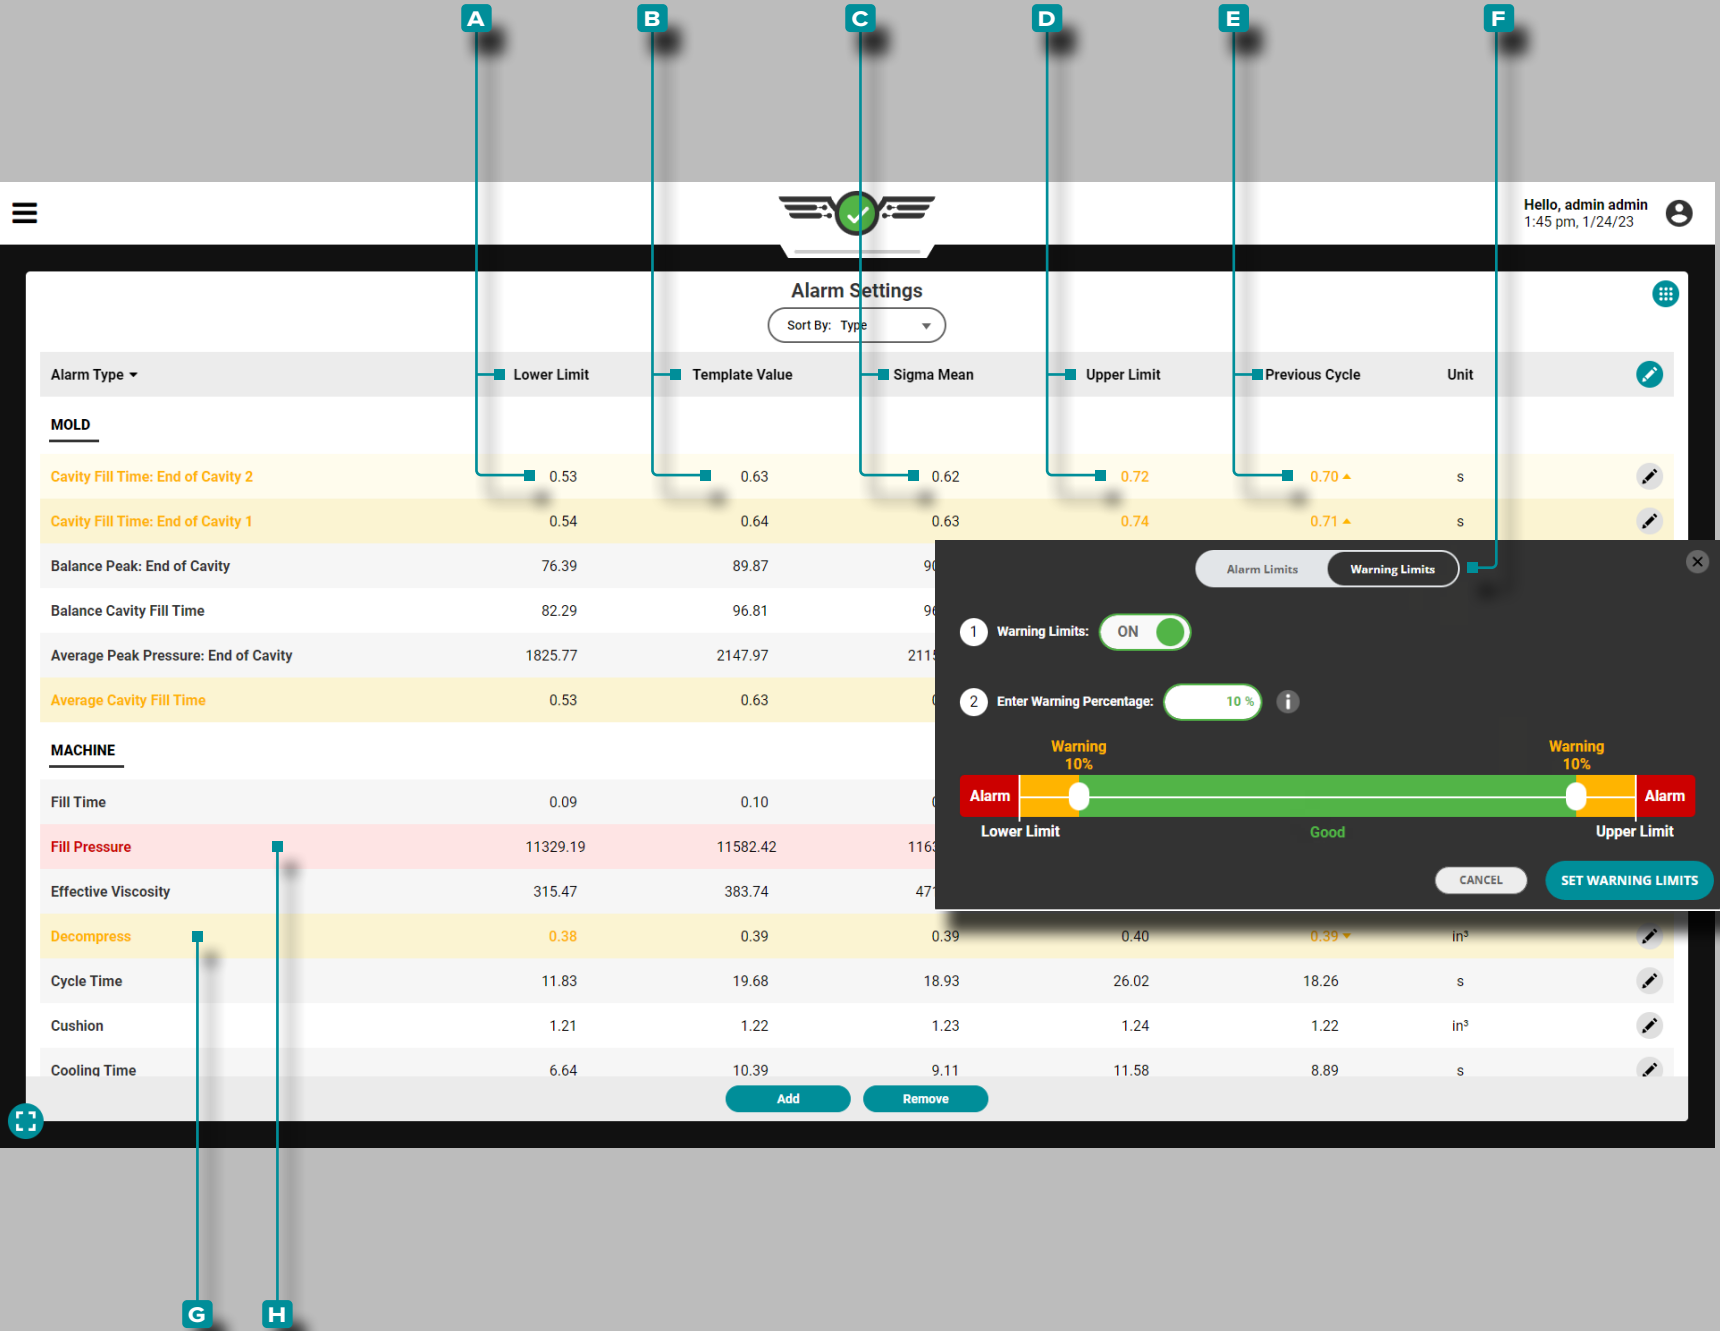 A B C D E F
Hello, admin admin
1:45 pm, 1/24/23
Alarm Settings
Sort By: Type
Alarm Type Lower Limit Template Value Sigma Mean Upper Limit Previous Cycle Unit
MOLD
Cavity Fill Time: End of Cavity 2 0.53 0.63 0.62 0.72 0.70 s
Cavity Fill Time: End of Cavity 1 0.54 0.64 0.63 0.74 0.71 s
Balance Peak: End of Cavity 76.39 89.87
Balance Cavity Fill Time 82.29 96.81
Average Peak Pressure: End of Cavity 1825.77 2147.97
Average Cavity Fill Time 0.53 0.63
MACHINE
Fill Time 0.09 0.10
Fill Pressure 11329.19 11582.42
Effective Viscosity 315.47 383.74
Decompress 0.38 0.39 0.39 0.40 0.39 in³
Cycle Time 11.83 19.68 18.93 26.02 18.26 s
Cushion 1.21 1.22 1.23 1.24 1.22 in³
Cooling Time 6.64 10.39 9.11 11.58 8.89 s
Add Remove
Alarm Limits Warning Limits
1 Warning Limits: ON
2 Enter Warning Percentage: 10 % i
Warning Warning
10% 10%
Alarm Alarm
Lower Limit Good Upper Limit
CANCEL SET WARNING LIMITS
G H